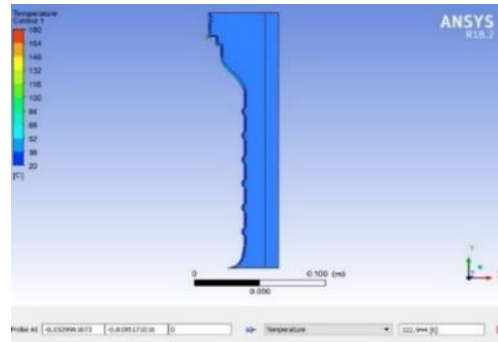 Temperature
Contour 1
180
164
148
132
116
100
84
68
52
36
20
[C]
ANSYS
R18.2
0 0.100 (m)
0.050
Y
Probe At 0 Temperature